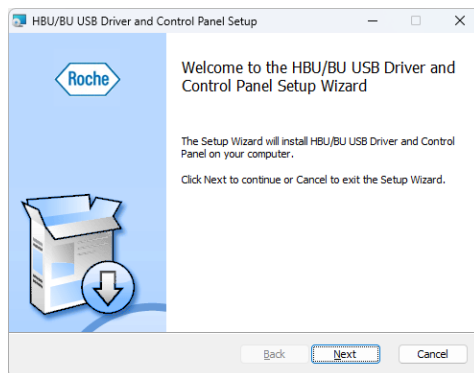 HBU/BU USB Driver and Control Panel Setup
Roche
Welcome to the HBU/BU USB Driver and
Control Panel Setup Wizard
The Setup Wizard will install HBU/BU USB Driver and Control
Panel on your computer.
Click Next to continue or Cancel to exit the Setup Wizard.
Back
Next
Cancel